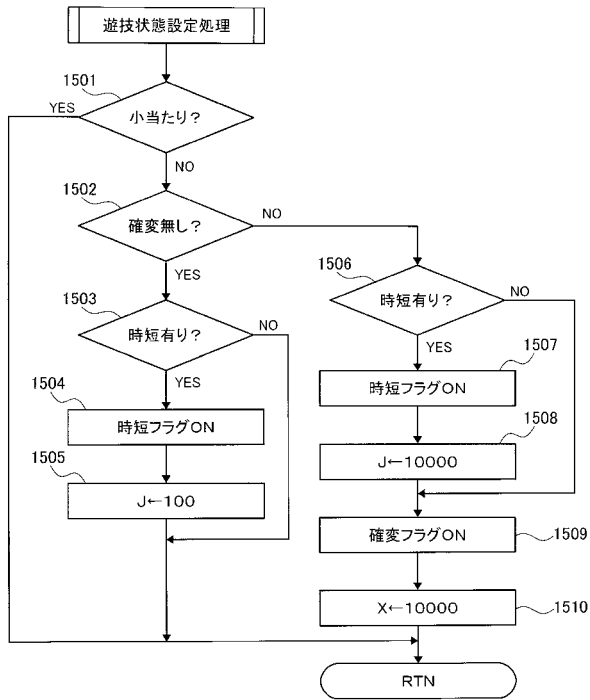 遊技状態設定処理
1501
YES
小当たり？
NO
1502
確変無し？
NO
YES
1503
時短有り？
NO
YES
1504
時短フラグON
1505
J←100
1506
時短有り？
NO
YES
1507
時短フラグON
1508
J←10000
確変フラグON
1509
X←10000
1510
RTN